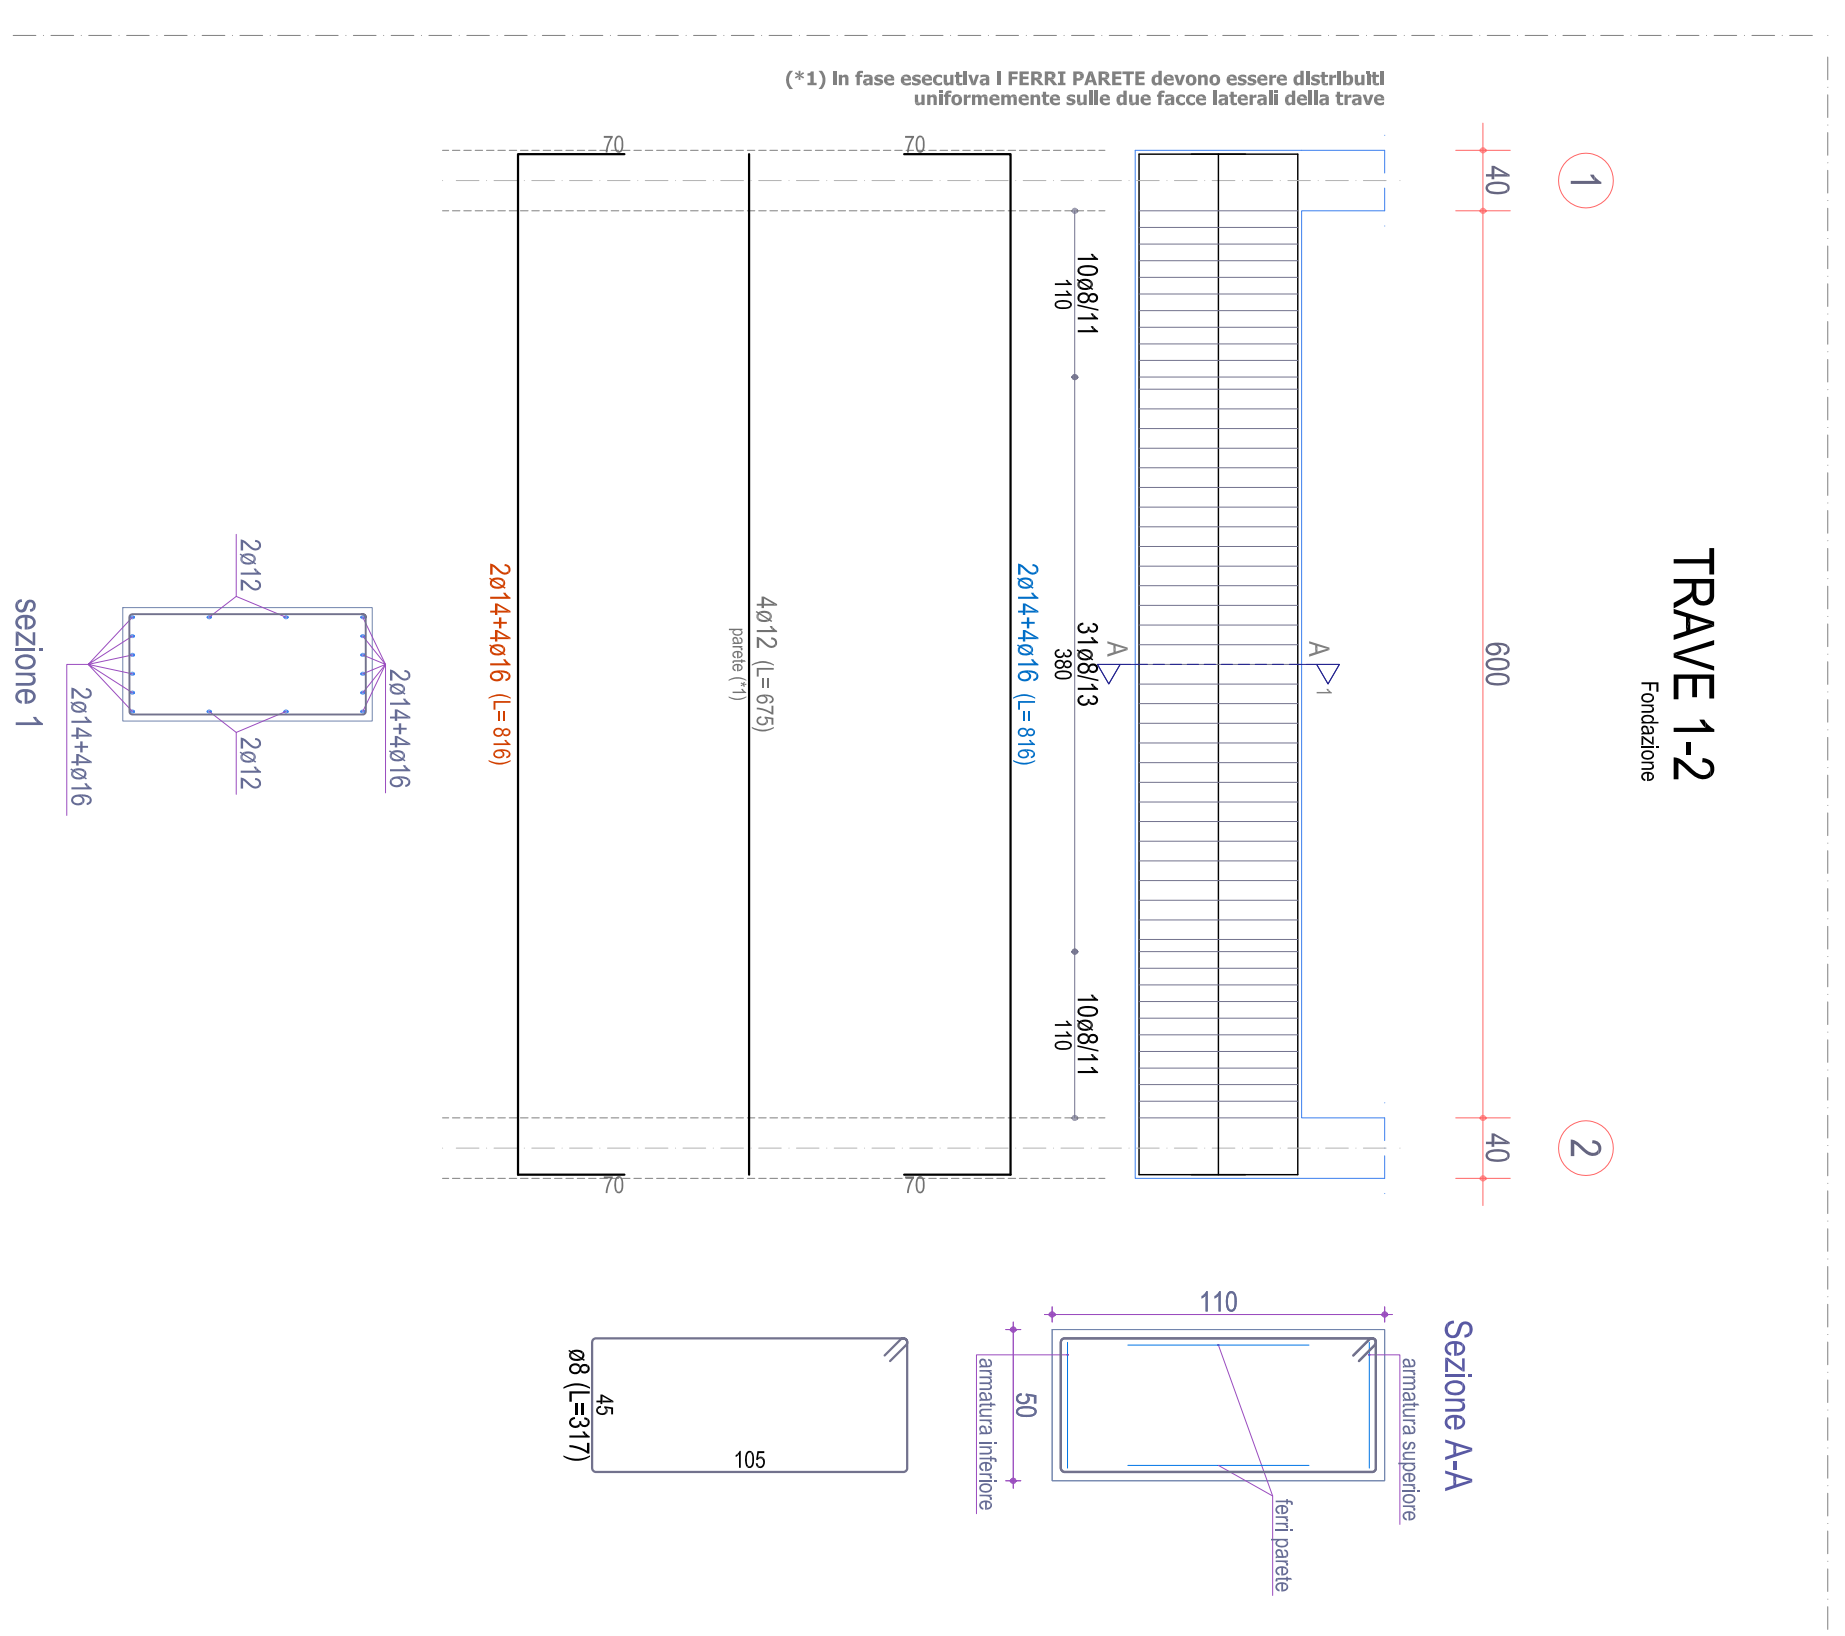 TRAVE 1-2
Fondazione
1
2
40
600
40
A
A
1
10ø8/11
110
31ø8/13
380
10ø8/11
110
2ø14+4ø16 (L=816)
70
70
4ø12 (L=675)
parete (*1)
2ø14+4ø16 (L=816)
70
70
(*1) In fase esecutiva i FERRI PARETE devono essere distribuiti
uniformemente sulle due facce laterali della trave
Sezione A-A
armatura superiore
110
50
ferri parete
armatura inferiore
105
45
ø8 (L=317)
2ø14+4ø16
2ø12
2ø12
2ø14+4ø16
sezione 1